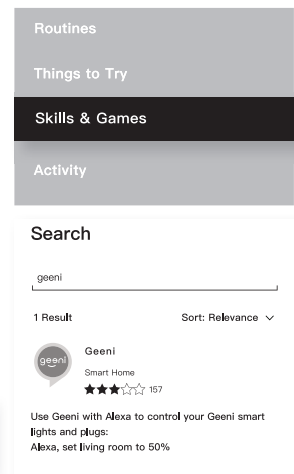 Routines
Things to Try
Skills & Games
Activity
Search
geeni
1 Result Sort: Relevance
geeni
Geeni
Smart Home
157
Use Geeni with Alexa to control your Geeni smart
lights and plugs:
Alexa, set living room to 50%